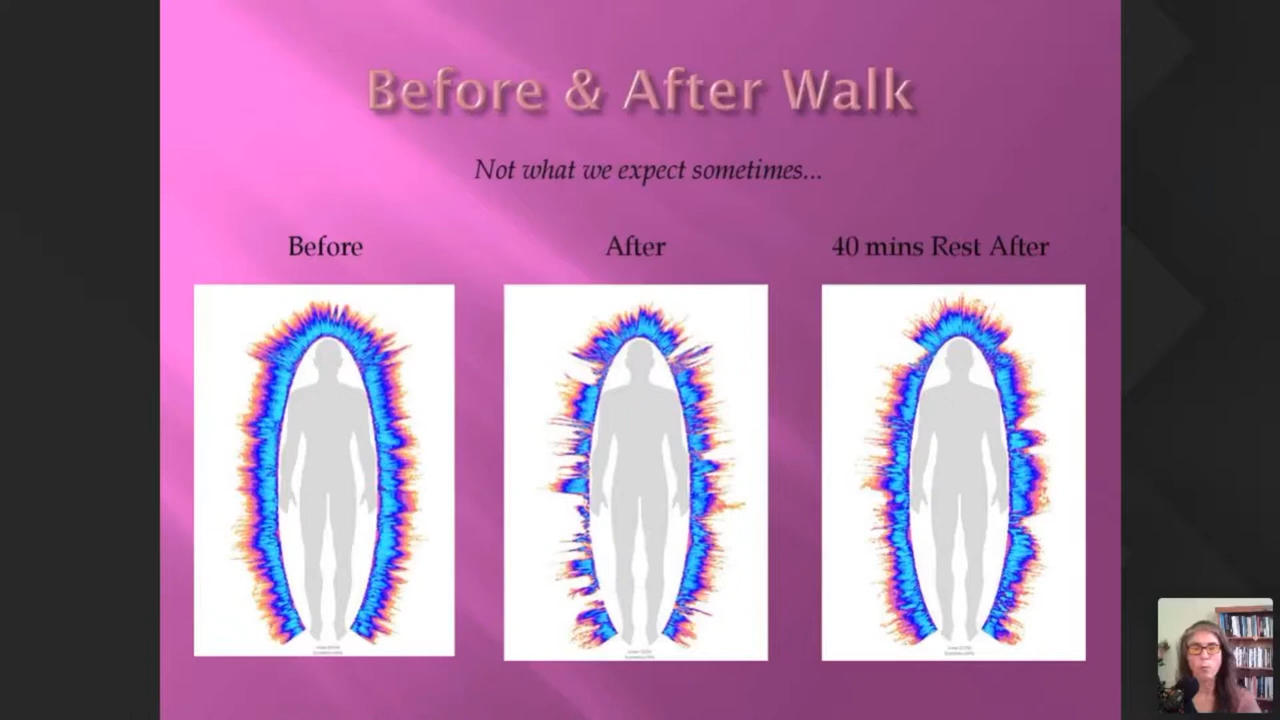 Before & After Walk
Not what we expect sometimes...
Before
After
40 mins Rest After